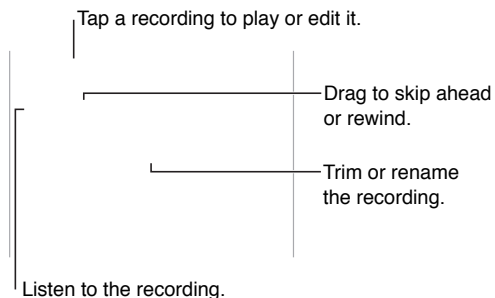 Tap a recording to play or edit it.
Drag to skip ahead
or rewind.
Trim or rename
the recording.
Listen to the recording.